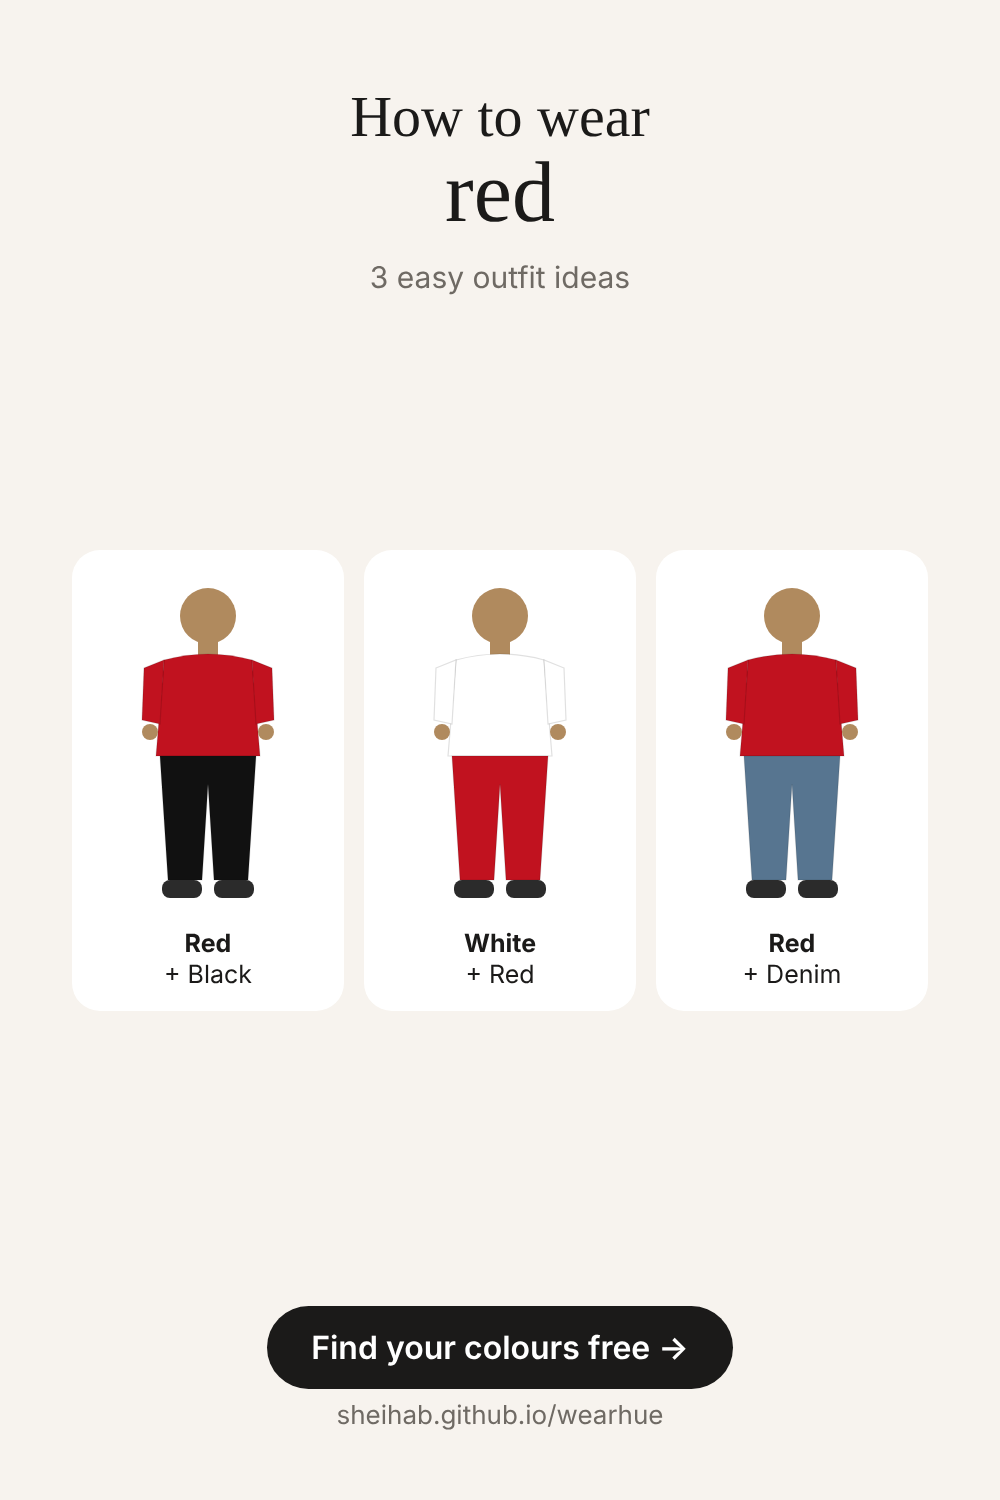 How to wear
red
3 easy outfit ideas
Red
+ Black
White
+ Red
Red
+ Denim
Find your colours free →
sheihab.github.io/wearhue